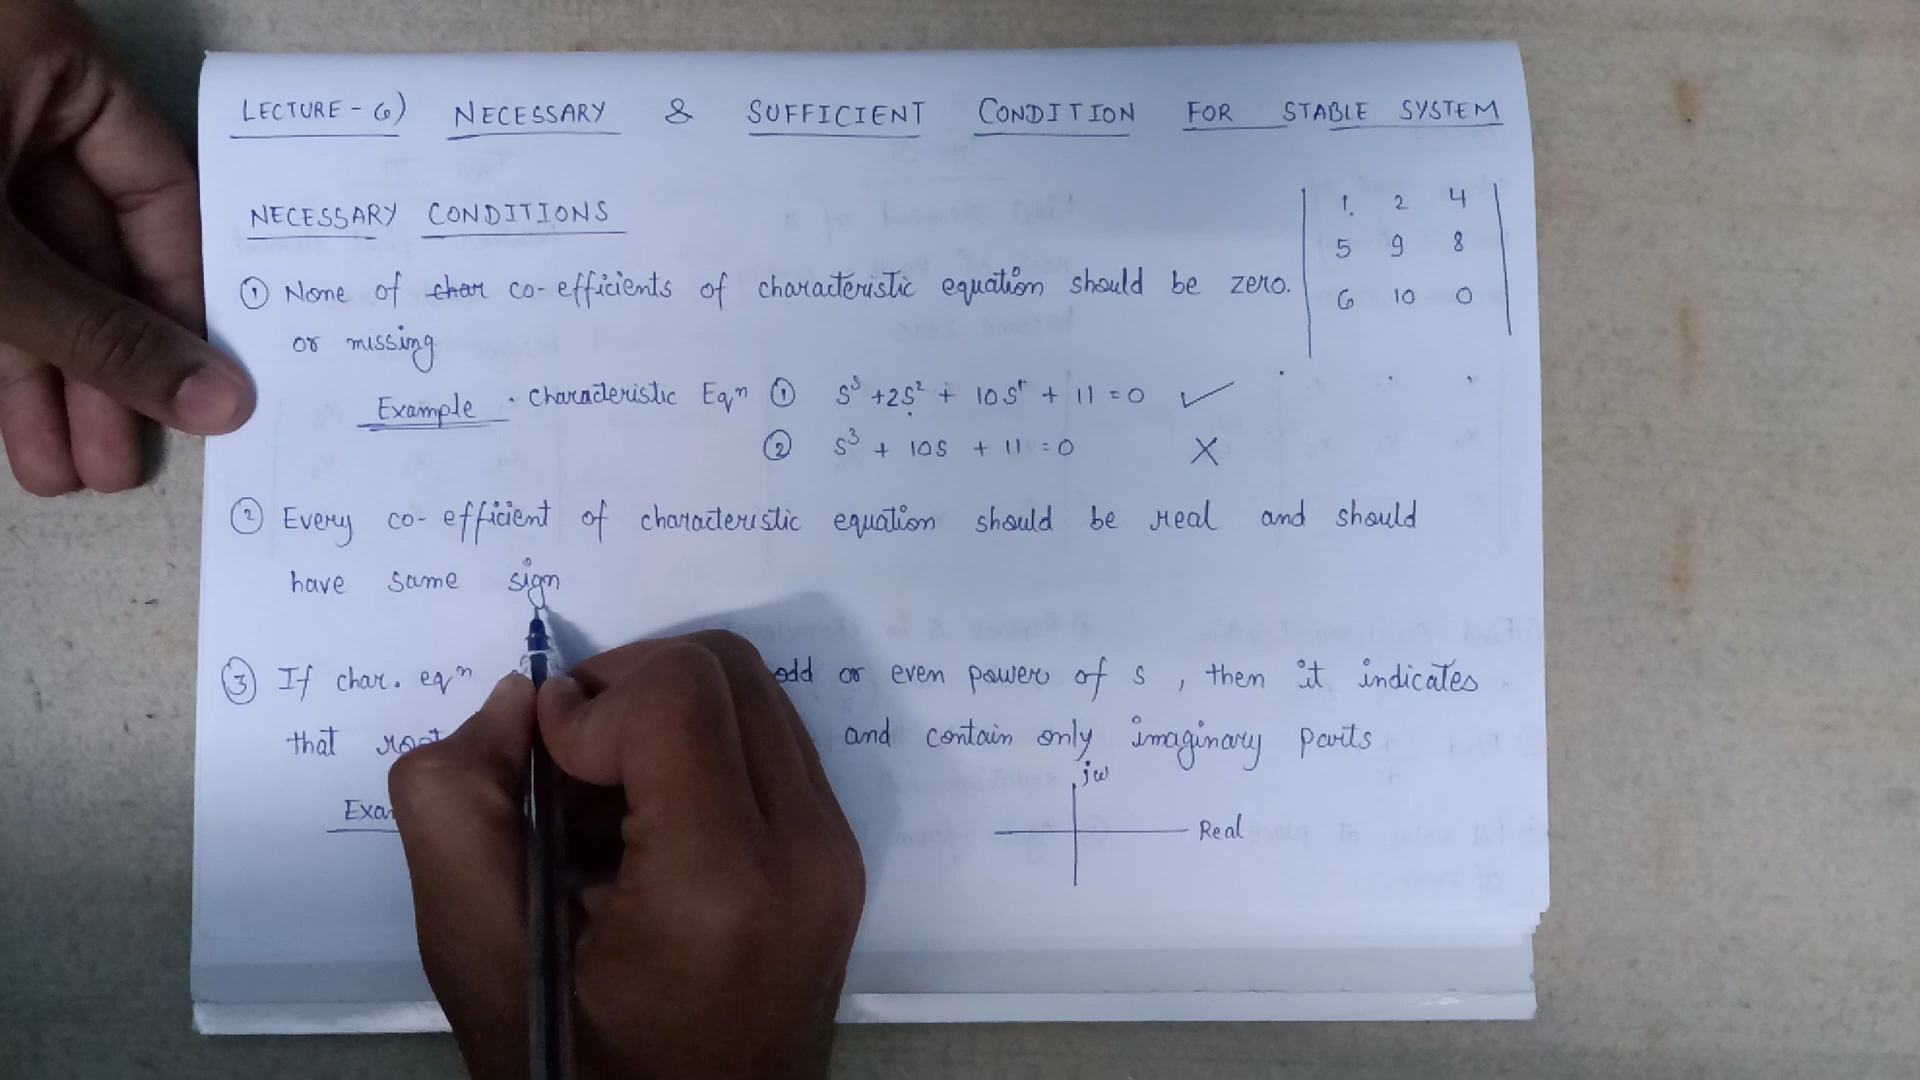 LECTURE - 6) NECESSARY & SUFFICIENT CONDITION FOR STABLE SYSTEM
NECESSARY CONDITIONS
1 2 4
5 9 8
6 10 0
① None of char co-efficients of characteristic equation should be zero.
or missing
Example · characteristic Eqⁿ ① S³ + 2S² + 10S¹ + 11 = 0 ✓
② S³ + 10S + 11 = 0 X
② Every co-efficient of characteristic equation should be real and should
have same sign
③ If char. eqⁿ odd or even power of s, then it indicates
that and contain only imaginary parts
jω
Real